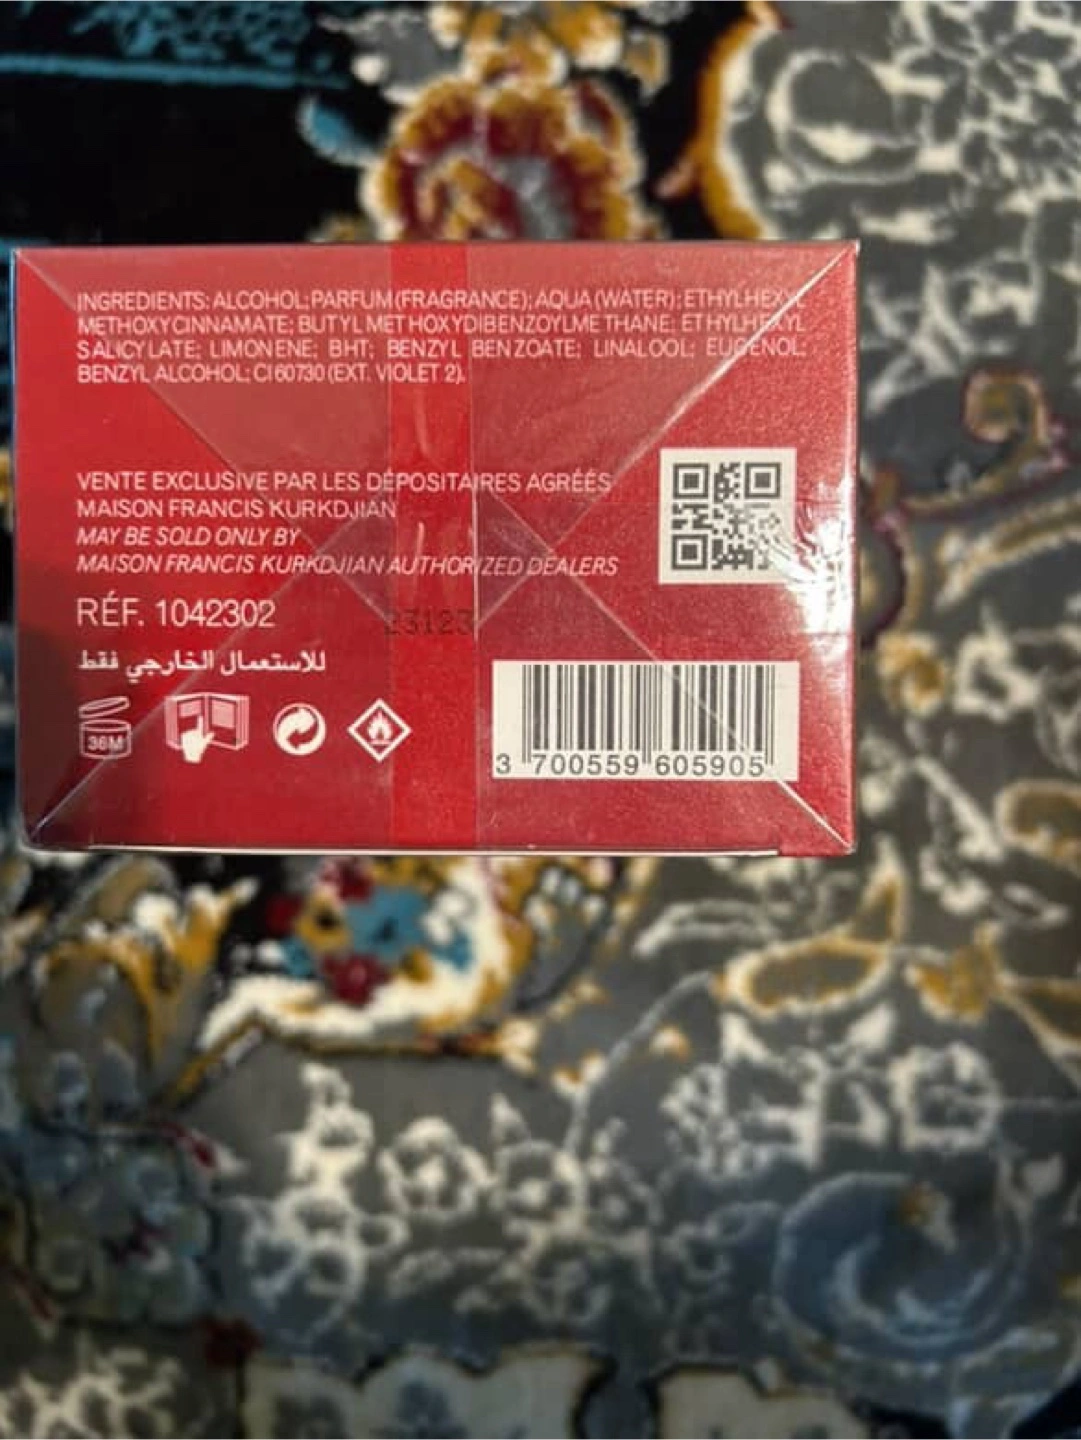 INGREDIENTS: ALCOHOL; PARFUM (FRAGRANCE); AQUA (WATER); ETHYLHEXYL
METHOXYCINNAMATE; BUTYL METHOXYDIBENZOYLMETHANE; ETHYLHEXYL
SALICYLATE; LIMONENE; BHT; BENZYL BENZOATE; LINALOOL; EUGENOL;
BENZYL ALCOHOL; CI 60730 (EXT. VIOLET 2).
VENTE EXCLUSIVE PAR LES DÉPOSITAIRES AGRÉÉS
MAISON FRANCIS KURKDJIAN
MAY BE SOLD ONLY BY
MAISON FRANCIS KURKDJIAN AUTHORIZED DEALERS
RÉF. 1042302
23123
للاستعمال الخارجي فقط
36M
3 700559 605905